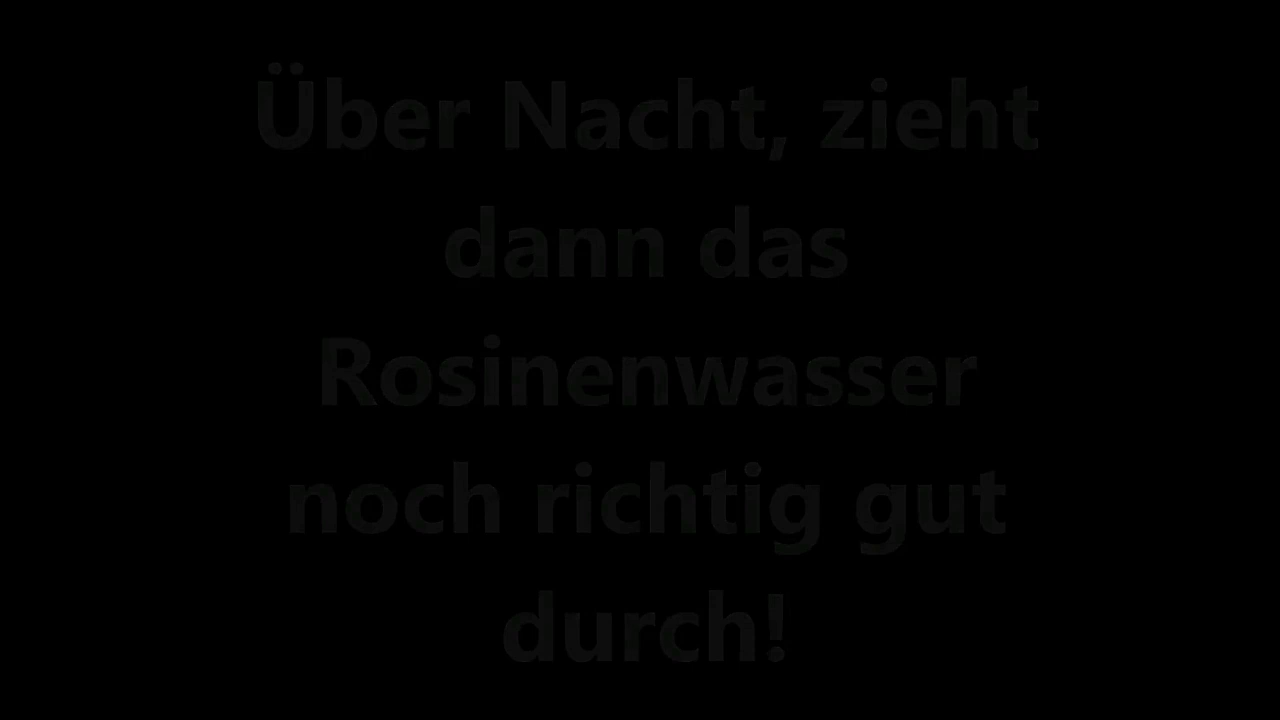 Über Nacht, zieht
dann das
Rosinenwasser
noch richtig gut
durch!